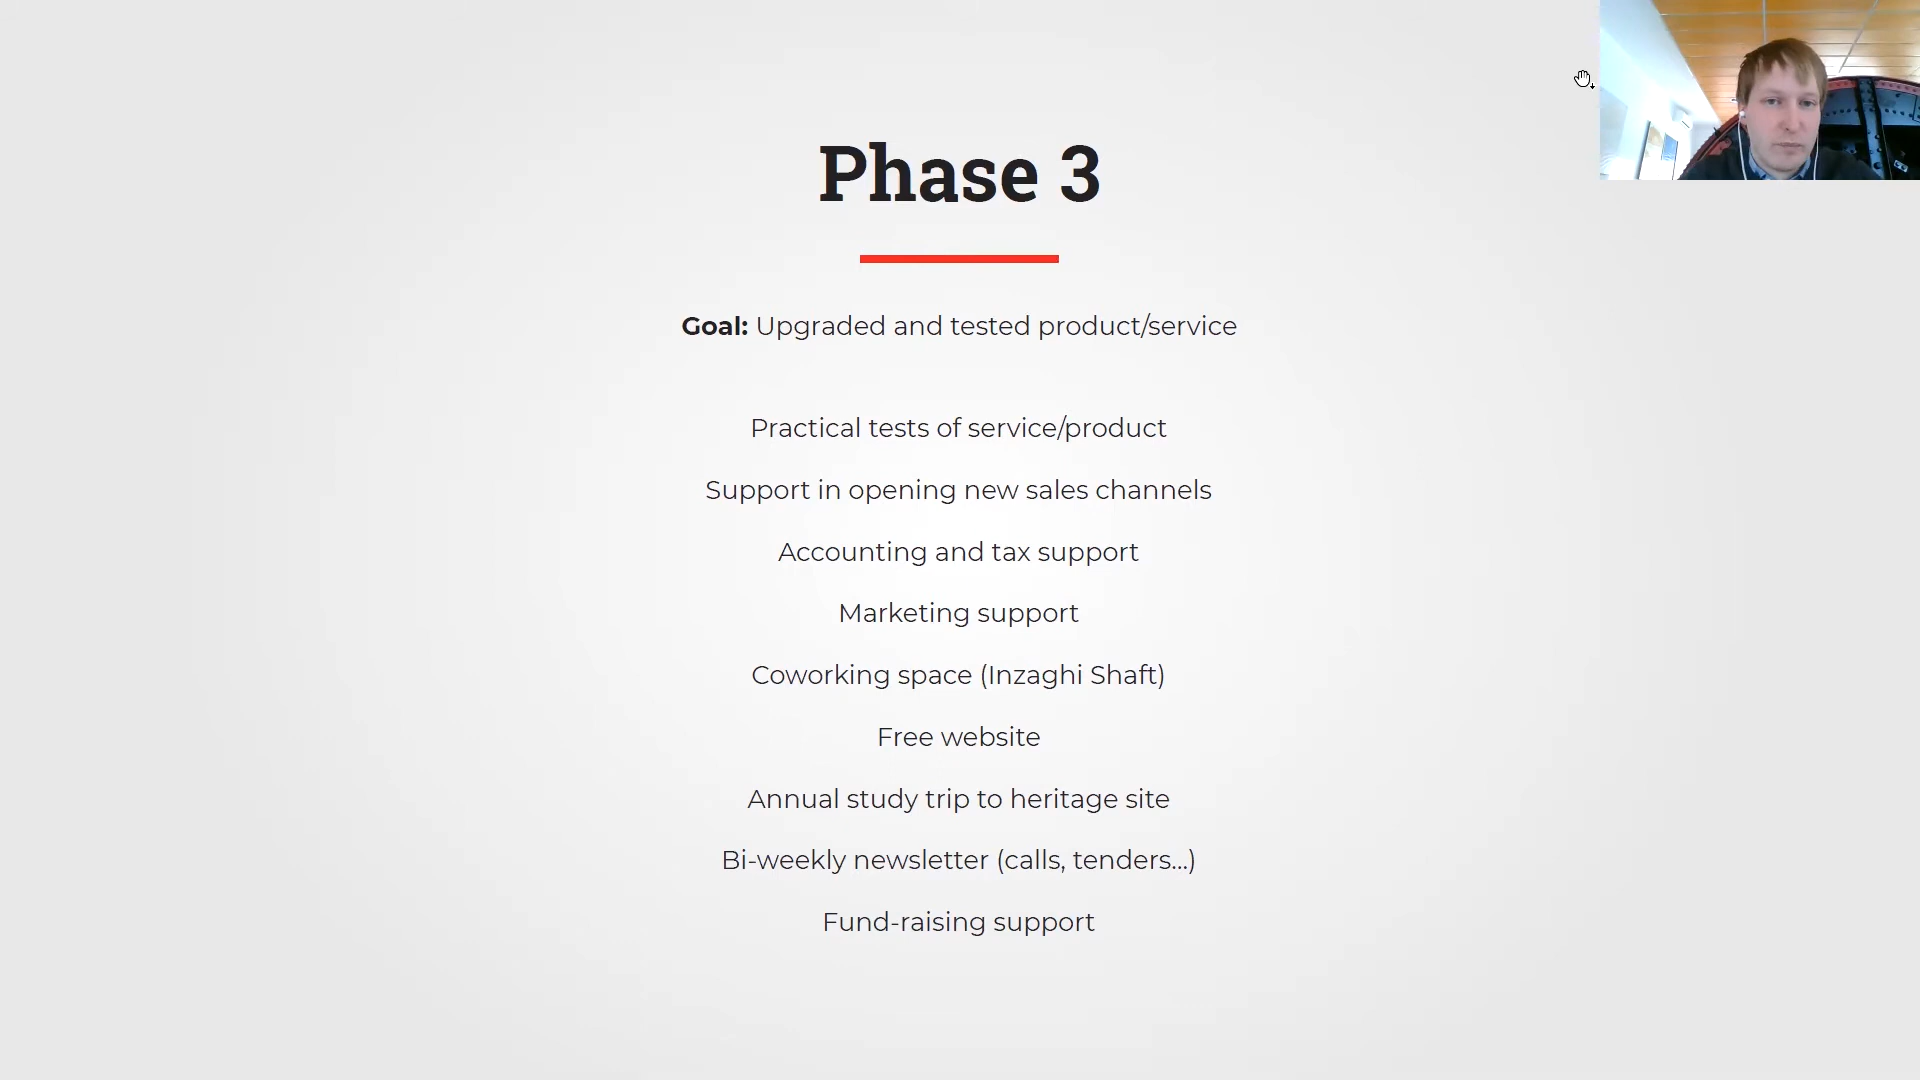 Phase 3
Goal: Upgraded and tested product/service
Practical tests of service/product
Support in opening new sales channels
Accounting and tax support
Marketing support
Coworking space (Inzaghi Shaft)
Free website
Annual study trip to heritage site
Bi-weekly newsletter (calls, tenders...)
Fund-raising support